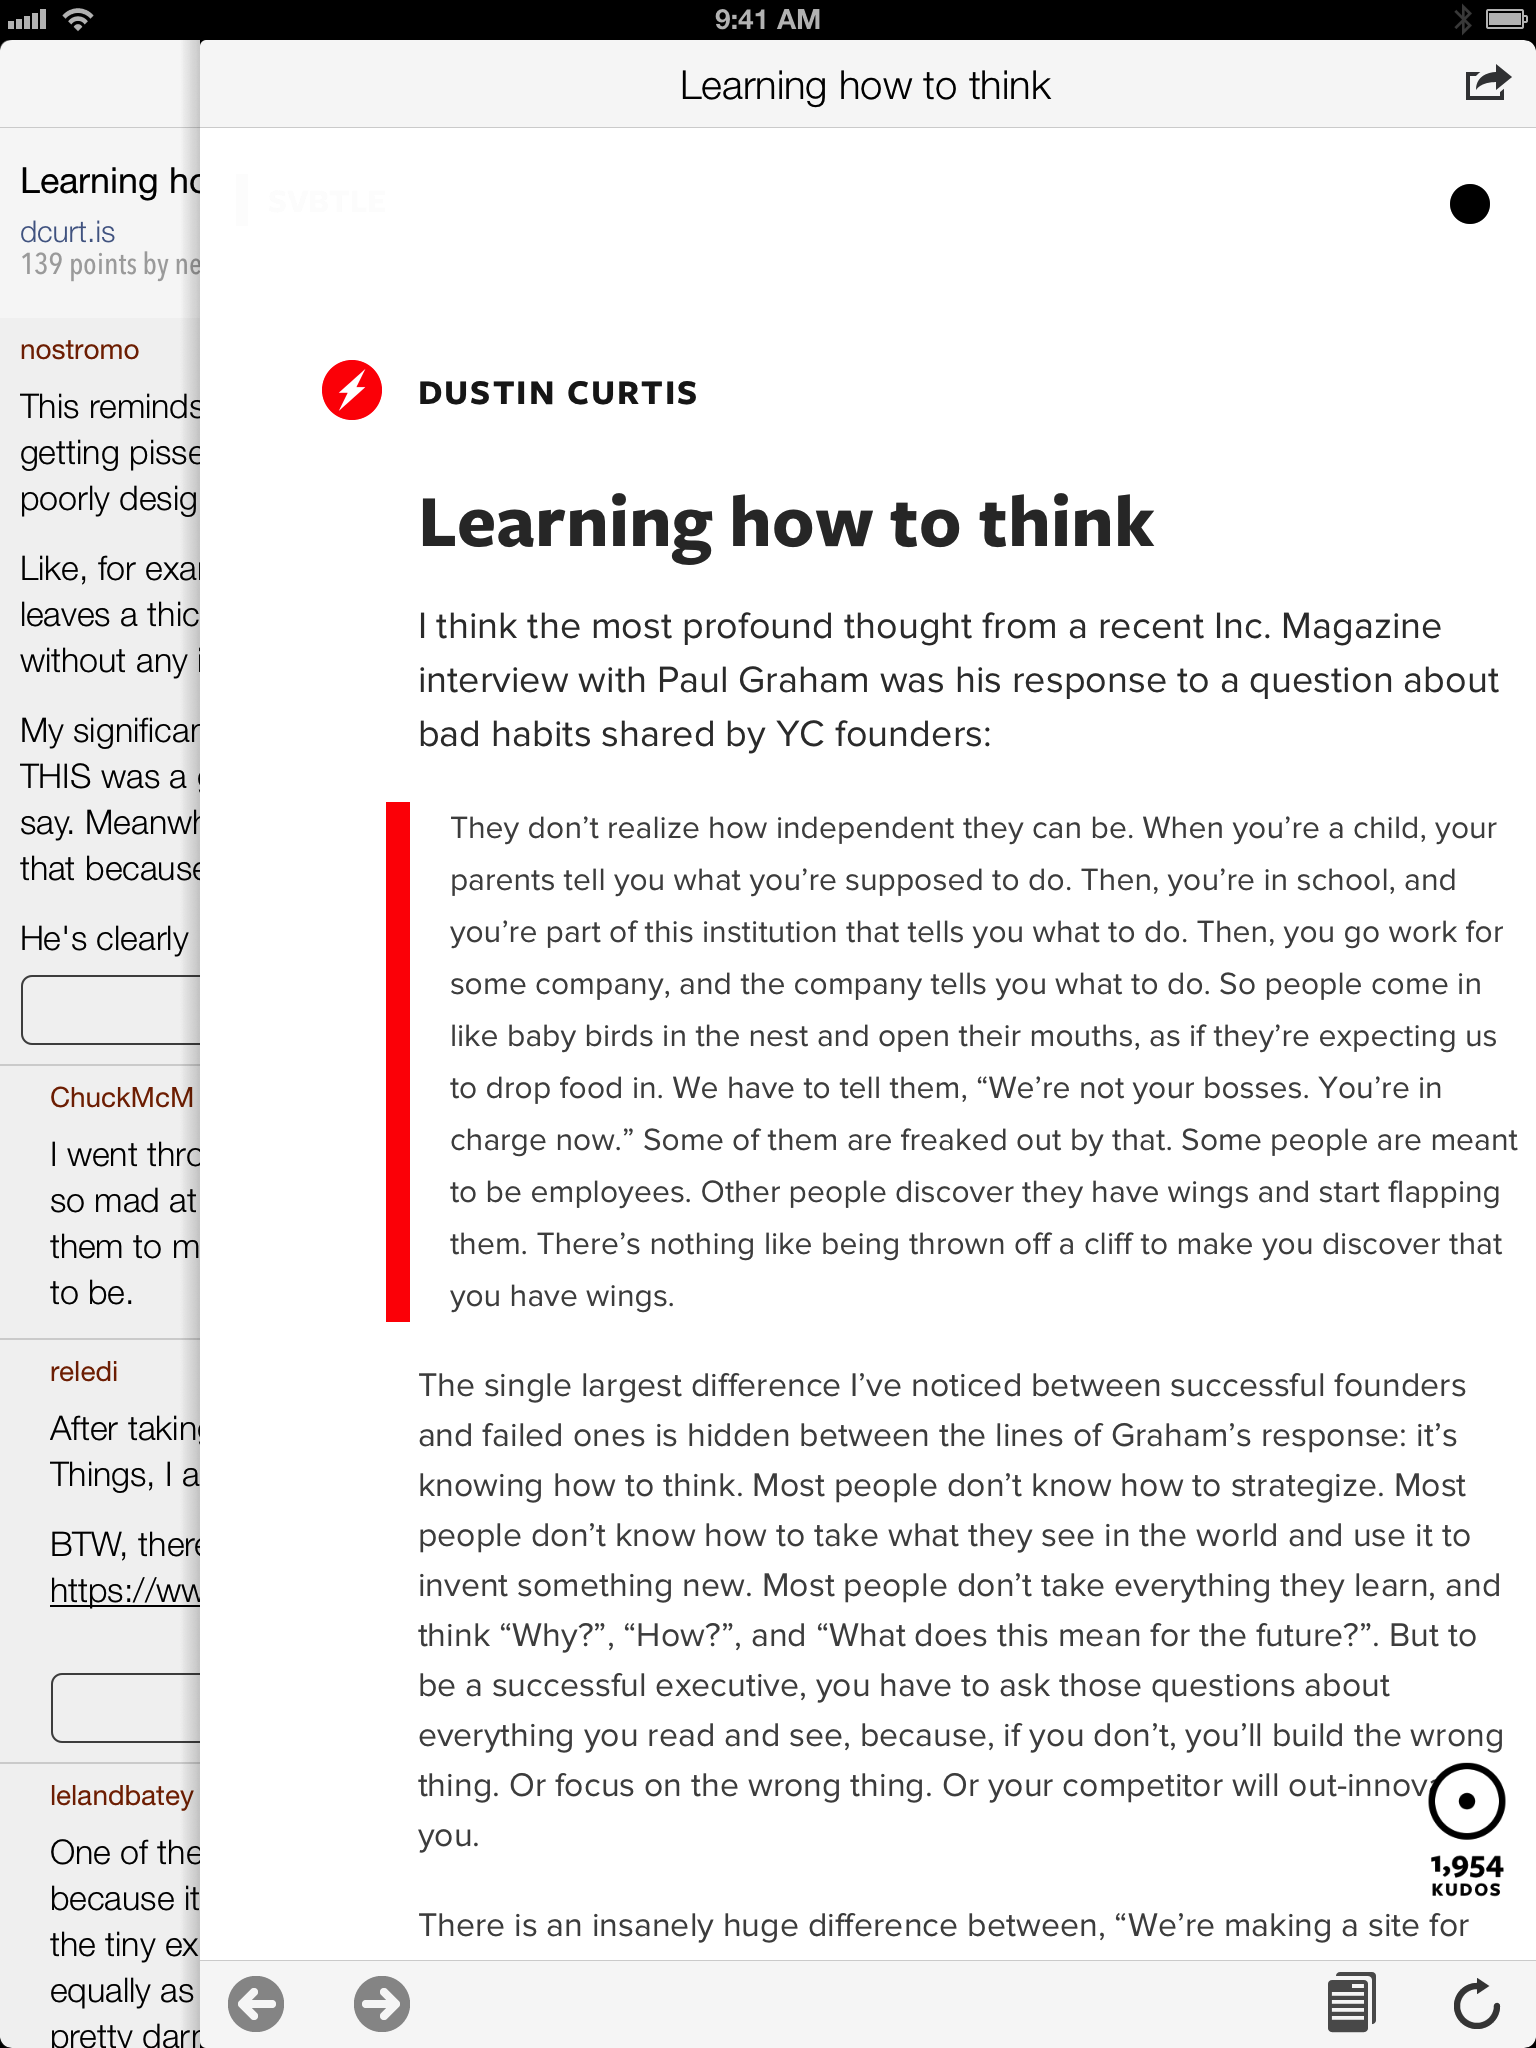 9:41 AM
Learning how to think
Learning
dcurt.is
139 points by
nostromo
This reminds
getting
poorly
Like, for
leaves a
without any
My
THIS was a
say.
that because
He's clearly
ChuckMcM
I went
so mad at
them to
to be.
reledi
After
Things, I
BTW,
lelandbatey
One of the
because it
the tiny
equally as
pretty
SVBTLE
DUSTIN CURTIS
Learning how to think
I think the most profound thought from a recent Inc. Magazine
interview with Paul Graham was his response to a question about
bad habits shared by YC founders:
They don’t realize how independent they can be. When you’re a child, your
parents tell you what you’re supposed to do. Then, you’re in school, and
you’re part of this institution that tells you what to do. Then, you go work for
some company, and the company tells you what to do. So people come in
like baby birds in the nest and open their mouths, as if they’re expecting us
to drop food in. We have to tell them, “We’re not your bosses. You’re in
charge now.” Some of them are freaked out by that. Some people are meant
to be employees. Other people discover they have wings and start flapping
them. There’s nothing like being thrown off a cliff to make you discover that
you have wings.
The single largest difference I’ve noticed between successful founders
and failed ones is hidden between the lines of Graham’s response: it’s
knowing how to think. Most people don’t know how to strategize. Most
people don’t know how to take what they see in the world and use it to
invent something new. Most people don’t take everything they learn, and
think “Why?”, “How?”, and “What does this mean for the future?”. But to
be a successful executive, you have to ask those questions about
everything you read and see, because, if you don’t, you’ll build the wrong
thing. Or focus on the wrong thing. Or your competitor will
you.
1,954
KUDOS
There is an insanely huge difference between, “We’re making a site for